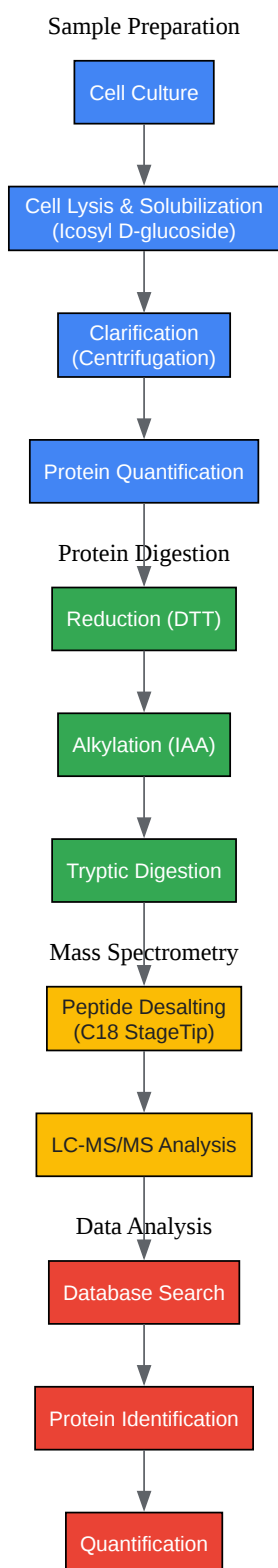 Sample Preparation
Cell Culture
Cell Lysis & Solubilization
(Icosyl D-glucoside)
Clarification
(Centrifugation)
Protein Quantification
Protein Digestion
Reduction (DTT)
Alkylation (IAA)
Tryptic Digestion
Mass Spectrometry
Peptide Desalting
(C18 StageTip)
LC-MS/MS Analysis
Data Analysis
Database Search
Protein Identification
Quantification